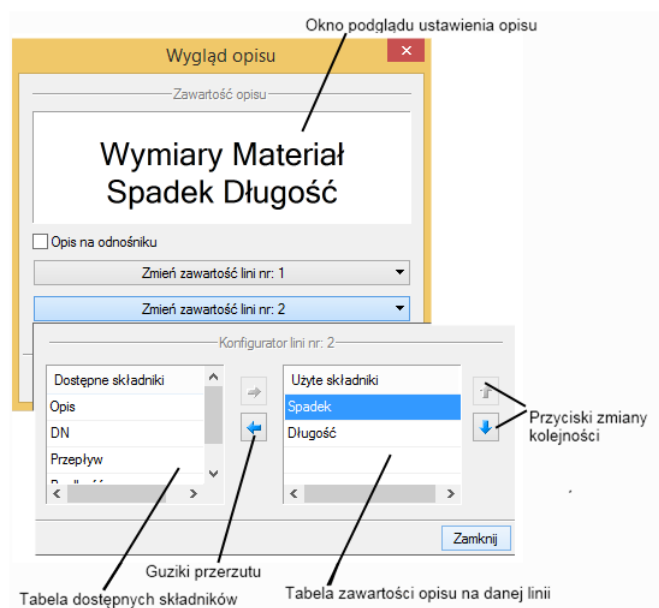 Okno podglądu ustawienia opisu
Wygląd opisu
Zawartość opisu
Wymiary Materiał
Spadek Długość
Opis na odnośniku
Zmień zawartość lini nr: 1
Zmień zawartość lini nr: 2
Konfigurator lini nr: 2
Dostępne składniki
Opis
DN
Przepływ
Użyte składniki
Spadek
Długość
Przyciski zmiany
kolejności
Zamknij
Guziki przerzutu
Tabela dostępnych składników
Tabela zawartości opisu na danej linii